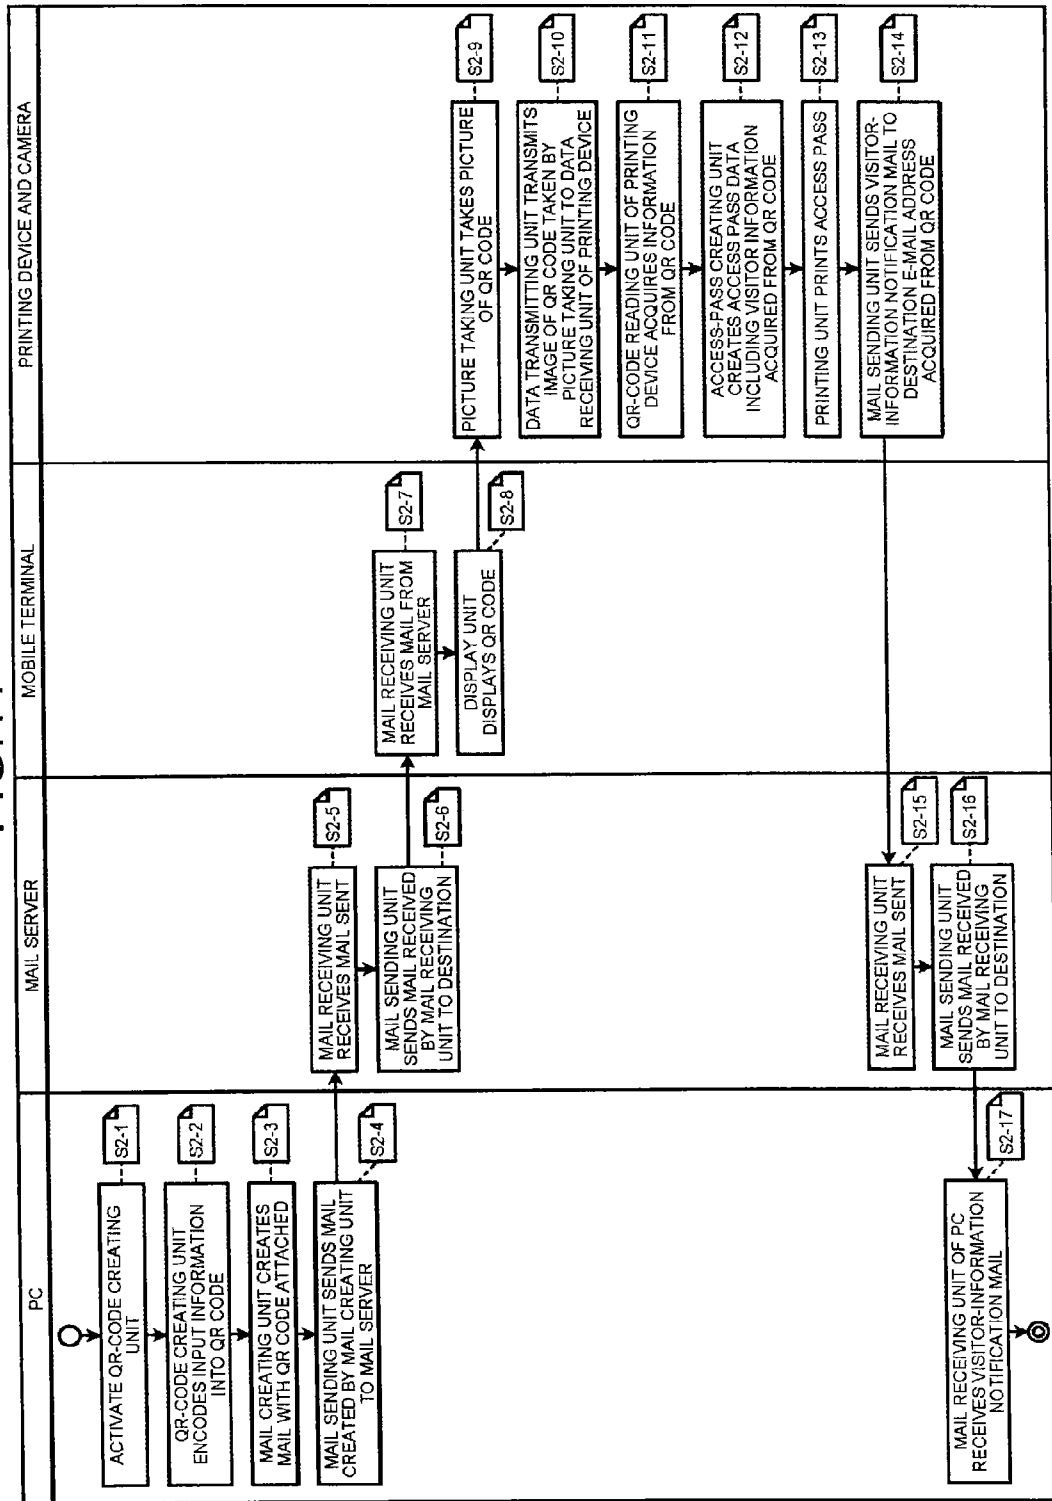 PC
MAIL SERVER
MOBILE TERMINAL
PRINTING DEVICE AND CAMERA
ACTIVATE QR-CODE CREATING
UNIT
S2-1
QR-CODE CREATING UNIT
ENCODES INPUT INFORMATION
INTO QR CODE
S2-2
MAIL CREATING UNIT CREATES
MAIL WITH QR CODE ATTACHED
S2-3
MAIL SENDING UNIT SENDS MAIL
CREATED BY MAIL CREATING UNIT
TO MAIL SERVER
S2-4
MAIL RECEIVING UNIT
RECEIVES MAIL SENT
S2-5
MAIL SENDING UNIT
SENDS MAIL RECEIVED
BY MAIL RECEIVING
UNIT TO DESTINATION
S2-6
MAIL RECEIVING UNIT
RECEIVES MAIL FROM
MAIL SERVER
S2-7
DISPLAY UNIT
DISPLAYS QR CODE
S2-8
PICTURE TAKING UNIT TAKES PICTURE
OF QR CODE
S2-9
DATA TRANSMITTING UNIT TRANSMITS
IMAGE OF QR CODE TAKEN BY
PICTURE TAKING UNIT TO DATA
RECEIVING UNIT OF PRINTING DEVICE
S2-10
QR-CODE READING UNIT OF PRINTING
DEVICE ACQUIRES INFORMATION
FROM QR CODE
S2-11
ACCESS-PASS CREATING UNIT
CREATES ACCESS PASS DATA
INCLUDING VISITOR INFORMATION
ACQUIRED FROM QR CODE
S2-12
PRINTING UNIT PRINTS ACCESS PASS
S2-13
MAIL SENDING UNIT SENDS VISITOR-
INFORMATION NOTIFICATION MAIL TO
DESTINATION E-MAIL ADDRESS
ACQUIRED FROM QR CODE
S2-14
MAIL RECEIVING UNIT
RECEIVES MAIL SENT
S2-15
MAIL SENDING UNIT
SENDS MAIL RECEIVED
BY MAIL RECEIVING
UNIT TO DESTINATION
S2-16
MAIL RECEIVING UNIT OF PC
RECEIVES VISITOR-INFORMATION
NOTIFICATION MAIL
S2-17